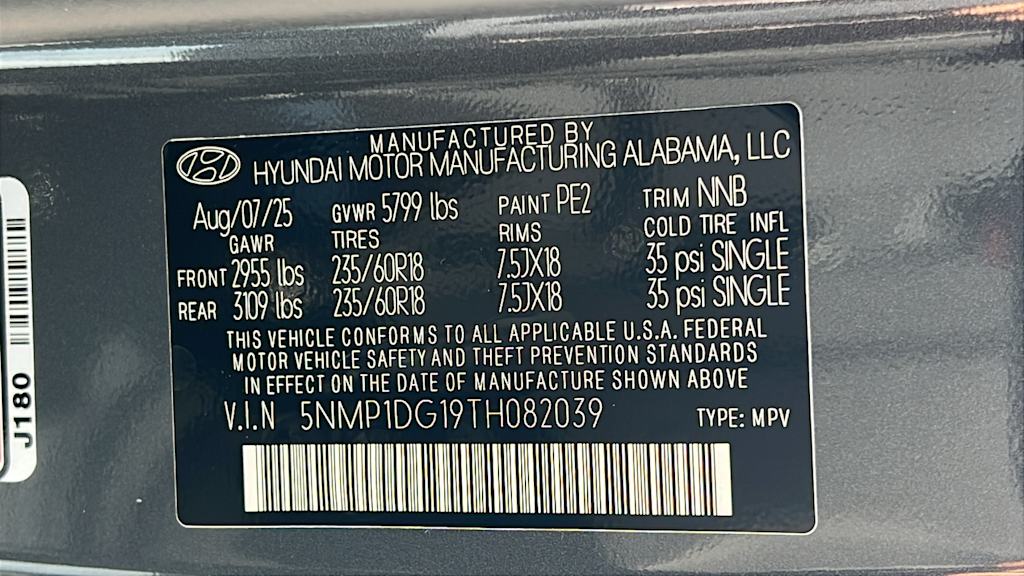 MANUFACTURED BY
HYUNDAI MOTOR MANUFACTURING ALABAMA, LLC
Aug/07/25 GVWR 5799 lbs PAINT PE2 TRIM NNB
GAWR TIRES RIMS COLD TIRE INFL
FRONT 2955 lbs 235/60R18 7.5JX18 35 psi SINGLE
REAR 3109 lbs 235/60R18 7.5JX18 35 psi SINGLE
THIS VEHICLE CONFORMS TO ALL APPLICABLE U.S.A. FEDERAL
MOTOR VEHICLE SAFETY AND THEFT PREVENTION STANDARDS
IN EFFECT ON THE DATE OF MANUFACTURE SHOWN ABOVE
V.I.N 5NMP1DG19TH082039 TYPE: MPV
J180